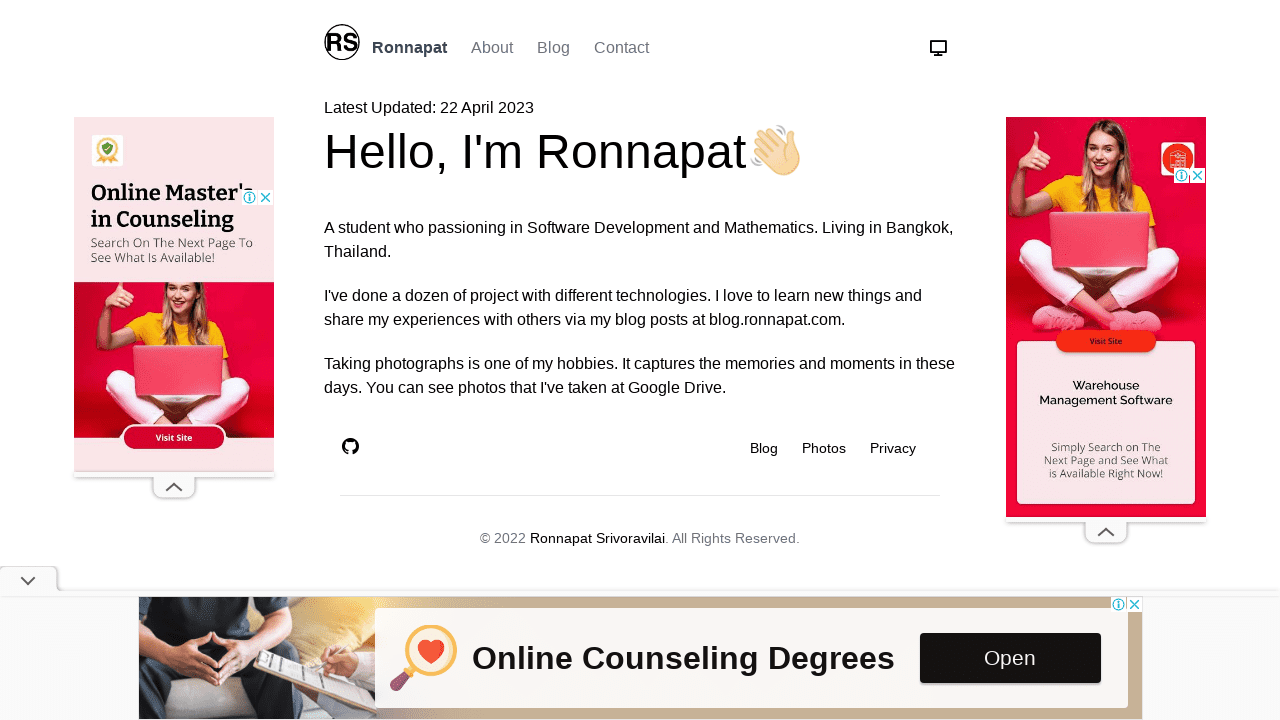 RS
Ronnapat
About
Blog
Contact
Latest Updated: 22 April 2023
Hello, I'm Ronnapat👋🏼
A student who passioning in Software Development and Mathematics. Living in Bangkok,
Thailand.
I've done a dozen of project with different technologies. I love to learn new things and
share my experiences with others via my blog posts at blog.ronnapat.com.
Taking photographs is one of my hobbies. It captures the memories and moments in these
days. You can see photos that I've taken at Google Drive.
Blog
Photos
Privacy
© 2022 Ronnapat Srivoravilai. All Rights Reserved.
Online Master's
in Counseling
Search On The Next Page To
See What Is Available!
Visit Site
Visit Site
Warehouse
Management Software
Simply Search on The
Next Page and See What
is Available Right Now!
Online Counseling Degrees
Open